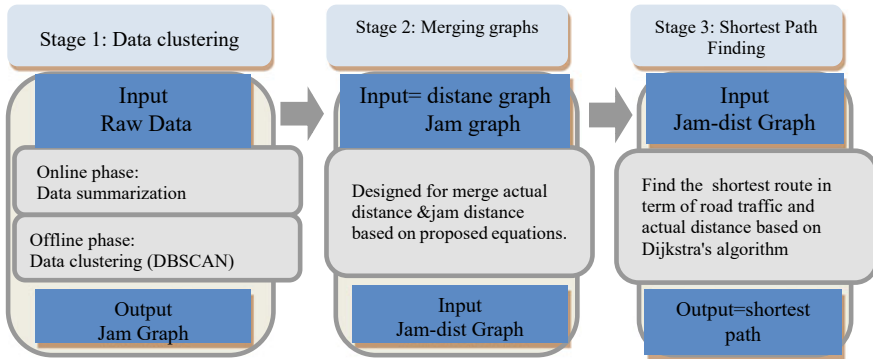 Stage 1: Data clustering
Input
Raw Data
Online phase:
Data summarization
Offline phase:
Data clustering (DBSCAN)
Output
Jam Graph
Stage 2: Merging graphs
Input= distane graph
Jam graph
Designed for merge actual
distance &jam distance
based on proposed equations.
Input
Jam-dist Graph
Stage 3: Shortest Path
Finding
Input
Jam-dist Graph
Find the shortest route in
term of road traffic and
actual distance based on
Dijkstra's algorithm
Output=shortest
path